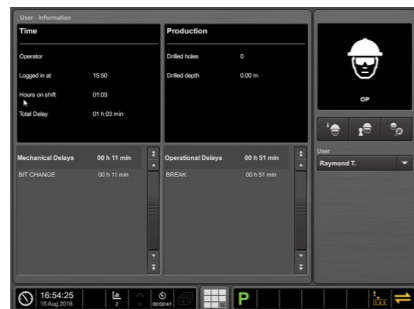 User - Information
Time
Operator
Logged in at 15:50
Hours on shift 01:03
Total Delay 01 h 03 min
Production
Drilled holes 0
Drilled depth 0.00 m
OP
User
Raymond T.
Mechanical Delays 00 h 11 min
BIT CHANGE 00 h 11 min
Operational Delays 00 h 51 min
BREAK 00 h 51 min
16:54:25
15 Aug 2016
2
00:00:41
P